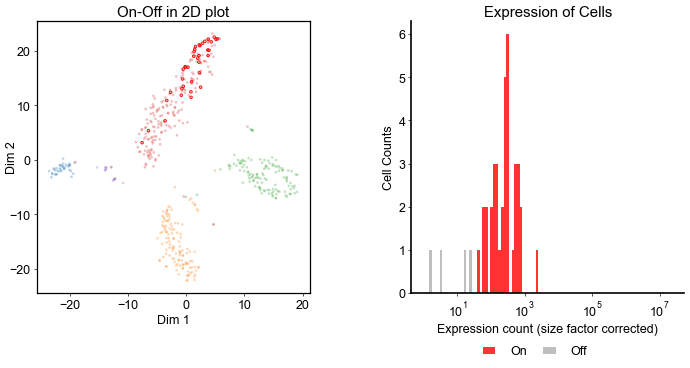 On-Off in 2D plot
Dim 2
20
10
0
−10
−20
−20 −10 0 10 20
Dim 1
Expression of Cells
Cell Counts
6
5
4
3
2
1
0
10^1 10^3 10^5 10^7
Expression count (size factor corrected)
On Off